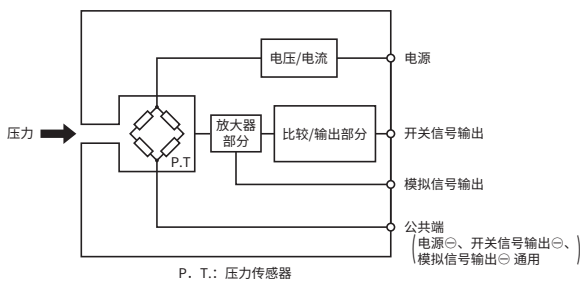 电压/电流
电源
压力
P.T
放大器
部分
比较/输出部分
开关信号输出
模拟信号输出
公共端
(电源⊖、开关信号输出⊖、
模拟信号输出⊖ 通用)
P．T.：压力传感器